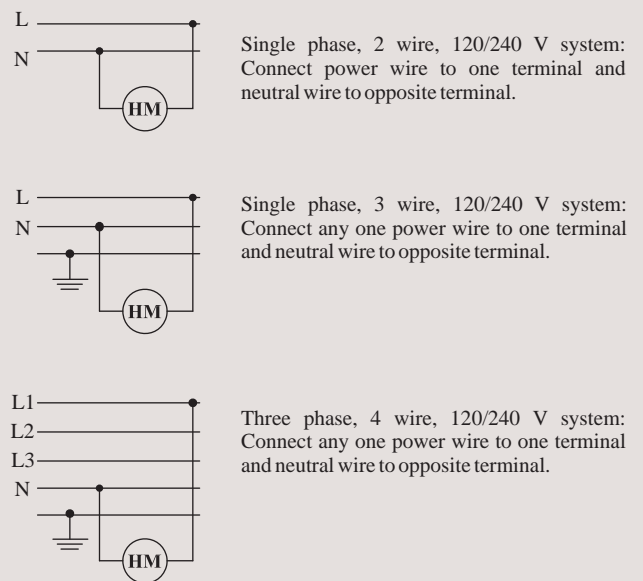 L
N
HM
Single phase, 2 wire, 120/240 V system:
Connect power wire to one terminal and
neutral wire to opposite terminal.
L
N
HM
Single phase, 3 wire, 120/240 V system:
Connect any one power wire to one terminal
and neutral wire to opposite terminal.
L1
L2
L3
N
HM
Three phase, 4 wire, 120/240 V system:
Connect any one power wire to one terminal
and neutral wire to opposite terminal.